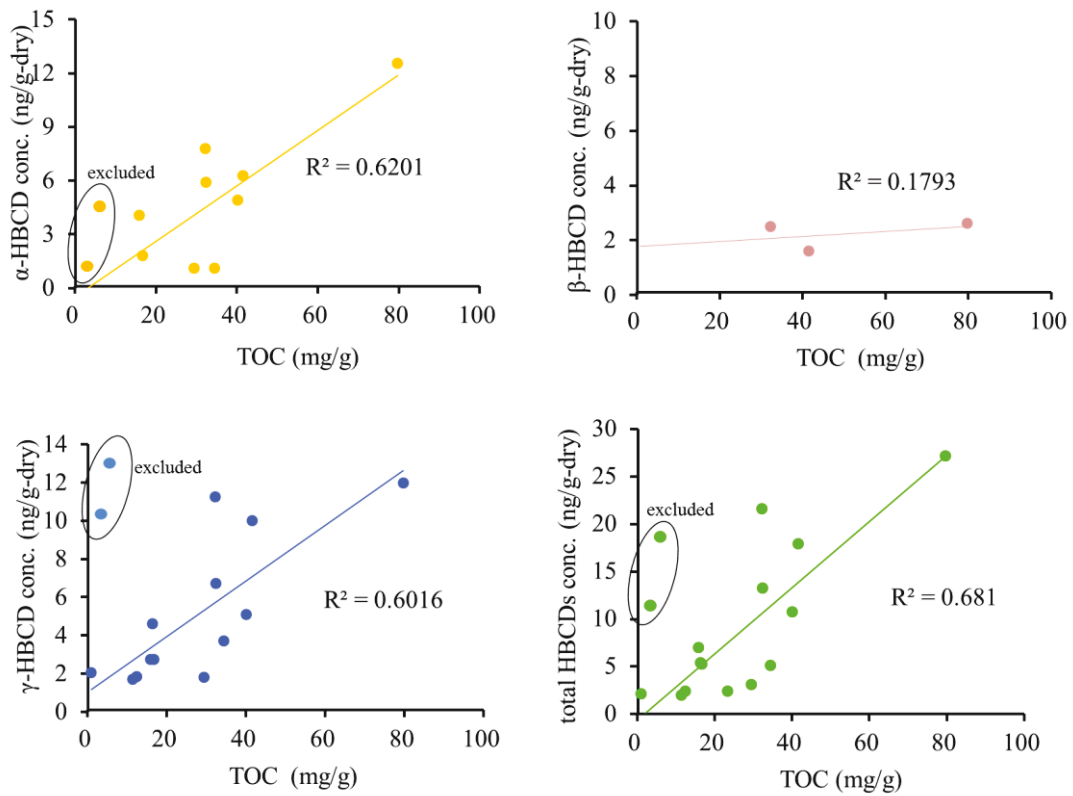 α-HBCD conc. (ng/g-dry)
15
12
9
6
3
0
excluded
R² = 0.6201
0 20 40 60 80 100
TOC (mg/g)
β-HBCD conc. (ng/g-dry)
10
8
6
4
2
0
R² = 0.1793
0 20 40 60 80 100
TOC (mg/g)
γ-HBCD conc. (ng/g-dry)
14
12
10
8
6
4
2
0
excluded
R² = 0.6016
0 20 40 60 80 100
TOC (mg/g)
total HBCDs conc. (ng/g-dry)
30
25
20
15
10
5
0
excluded
R² = 0.681
0 20 40 60 80 100
TOC (mg/g)